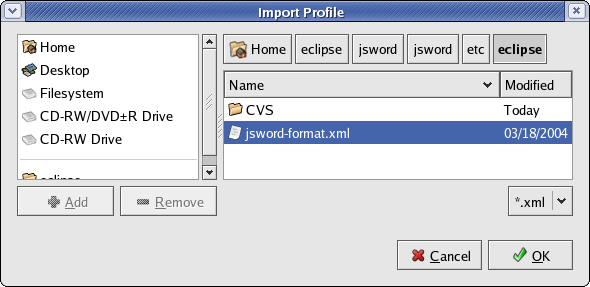 Import Profile
Home
Desktop
Filesystem
CD-RW/DVD±R Drive
CD-RW Drive
eclipse
Add
Remove
Home eclipse jsword jsword etc eclipse
Name Modified
CVS Today
jsword-format.xml 03/18/2004
*.xml
Cancel OK